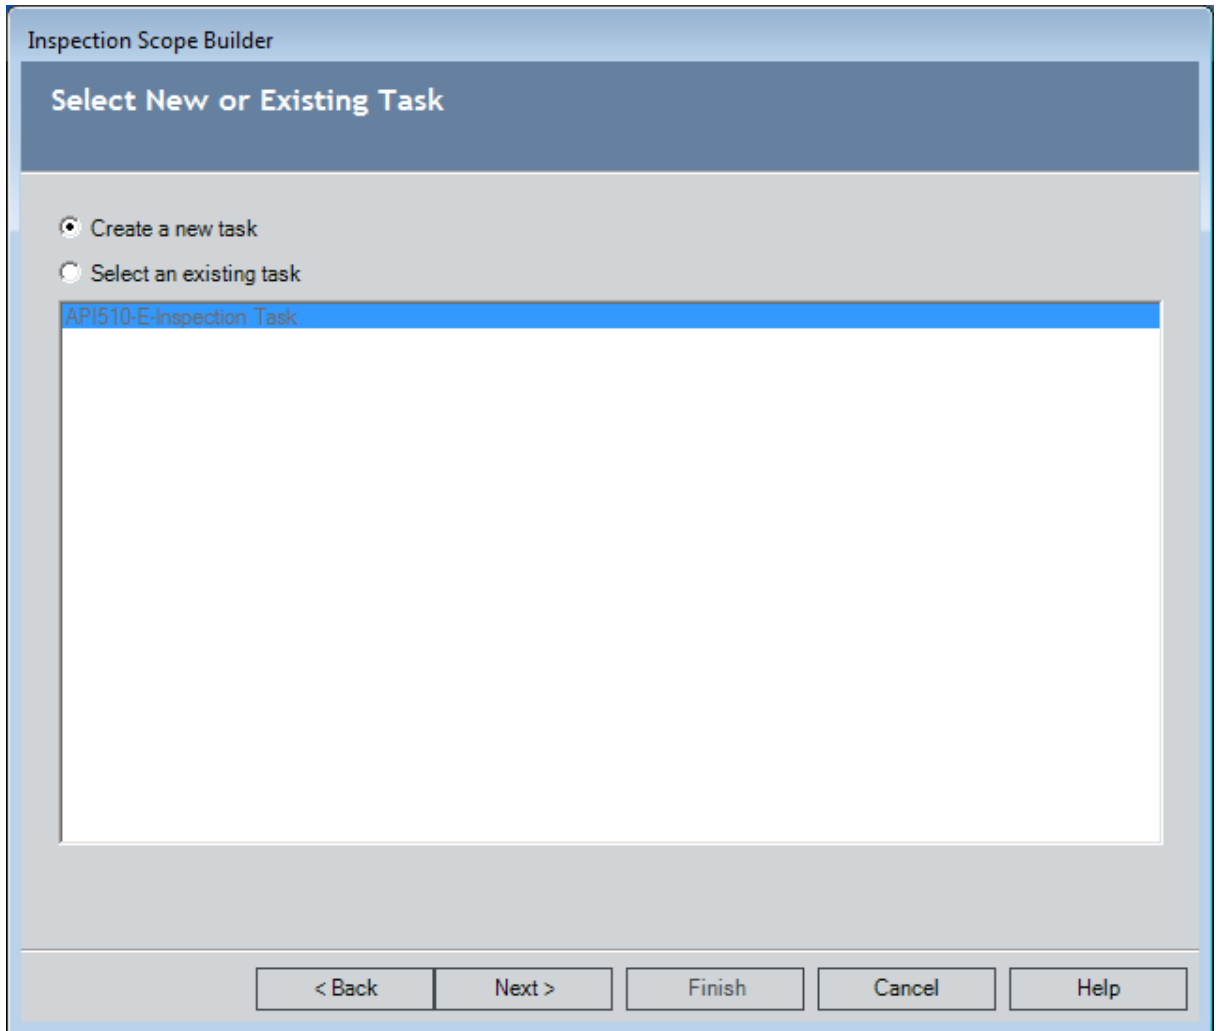 Inspection Scope Builder
Select New or Existing Task
Create a new task
Select an existing task
API510-E-Inspection Task
< Back Next > Finish Cancel Help